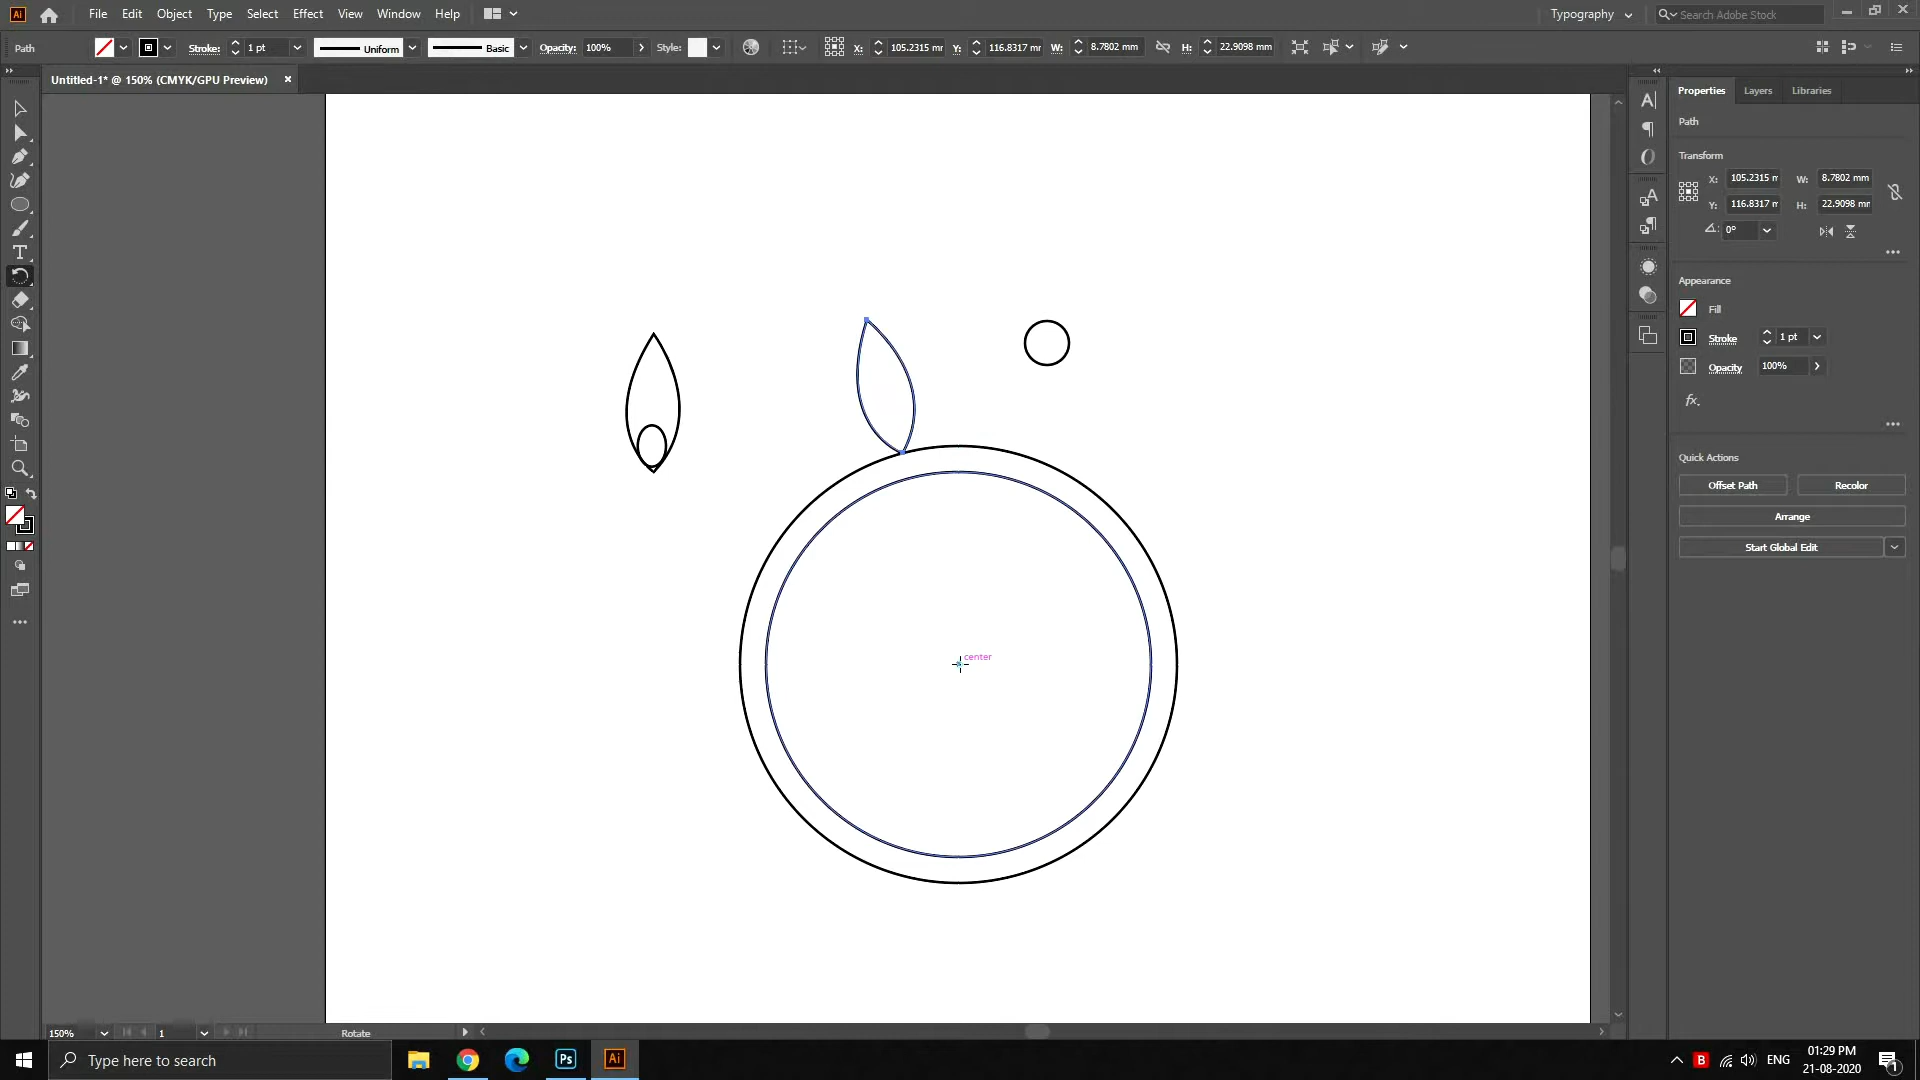 Ai File Edit Object Type Select Effect View Window Help Typography Search Adobe Stock
Path Stroke: 1 pt Uniform Basic Opacity: 100% Style: X: 105.2315 mr Y: 116.8317 mr W: 8.7802 mm H: 22.9098 mm
Untitled-1* @ 150% (CMYK/GPU Preview)
Properties Layers Libraries
Path
Transform
X: 105.2315 m W: 8.7802 mm
Y: 116.8317 m H: 22.9098 mr
0°
Appearance
Fill
Stroke 1 pt
Opacity 100%
fx.
Quick Actions
Offset Path Recolor
Arrange
Start Global Edit
center
150% 1 Rotate
Type here to search Ps Ai B ENG 01:29 PM
21-08-2020 1